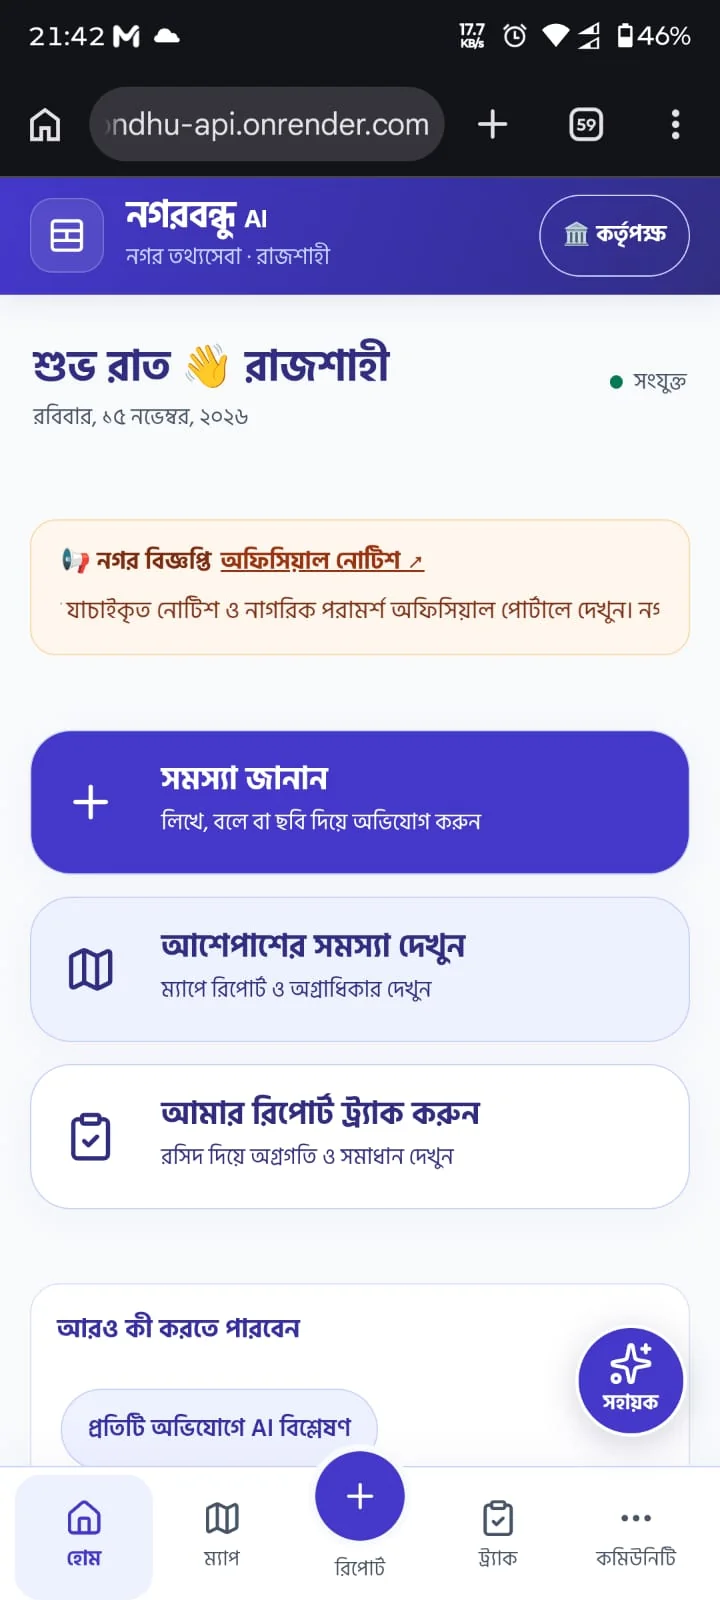 21:42
17.7
KB/s
46%
ndhu-api.onrender.com
59
নগরবন্ধু AI
নগর তথ্যসেবা · রাজশাহী
🏛️ কর্তৃপক্ষ
শুভ রাত 👋 রাজশাহী
সংযুক্ত
রবিবার, ১৫ নভেম্বর, ২০২৬
📢 নগর বিজ্ঞপ্তি অফিসিয়াল নোটিশ ↗
যাচাইকৃত নোটিশ ও নাগরিক পরামর্শ অফিসিয়াল পোর্টালে দেখুন।
সমস্যা জানান
লিখে, বলে বা ছবি দিয়ে অভিযোগ করুন
আশেপাশের সমস্যা দেখুন
ম্যাপে রিপোর্ট ও অগ্রাধিকার দেখুন
আমার রিপোর্ট ট্র্যাক করুন
রসিদ দিয়ে অগ্রগতি ও সমাধান দেখুন
আরও কী করতে পারবেন
সহায়ক
প্রতিটি অভিযোগে AI বিশ্লেষণ
হোম
ম্যাপ
রিপোর্ট
ট্র্যাক
কমিউনিটি